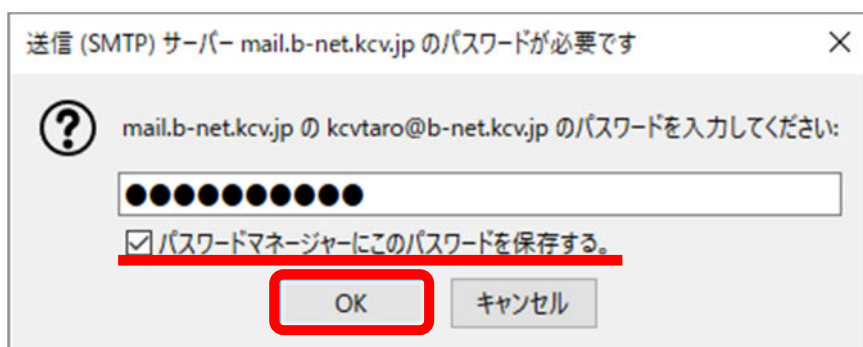 送信 (SMTP) サーバー mail.b-net.kcv.jp のパスワードが必要です
mail.b-net.kcv.jp の kcvtaro@b-net.kcv.jp のパスワードを入力してください:
●●●●●●●●●●
パスワードマネージャーにこのパスワードを保存する。
OK キャンセル